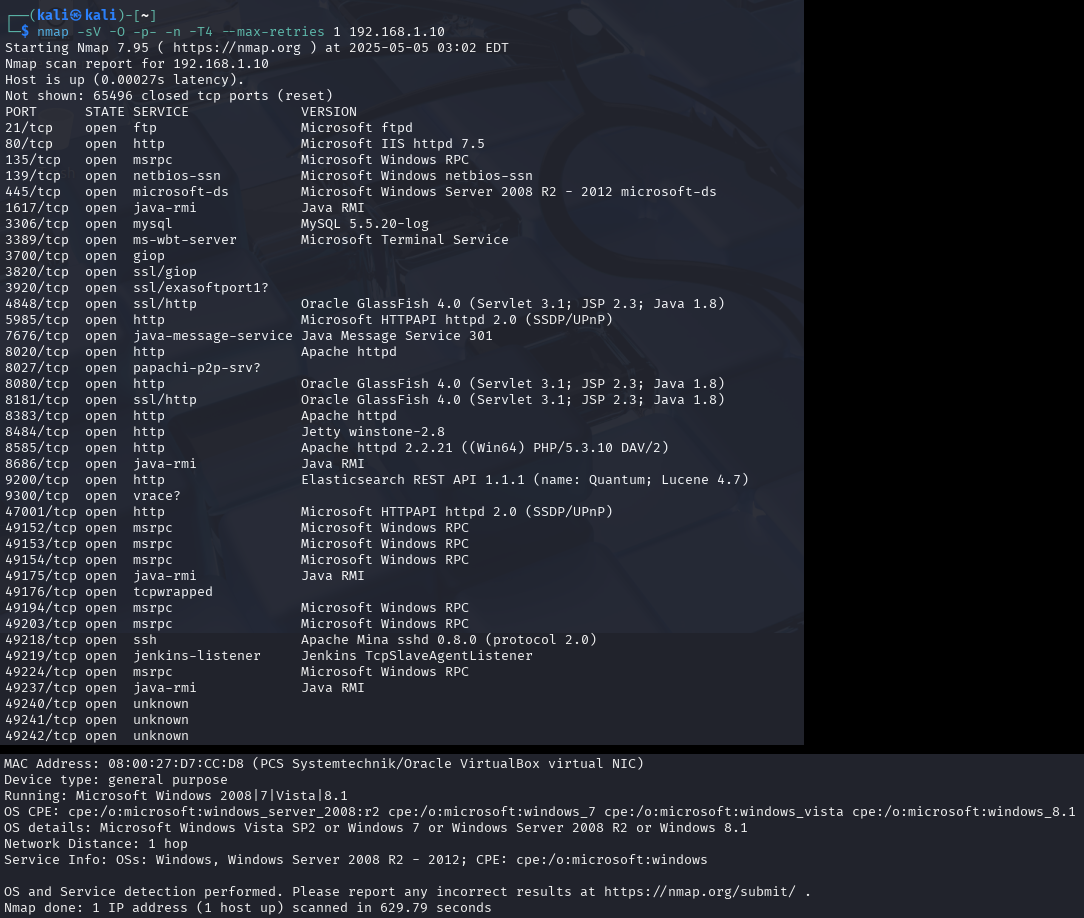 ┌──(kali㉿kali)-[~]
└─$ nmap -sV -O -p- -n -T4 --max-retries 1 192.168.1.10
Starting Nmap 7.95 ( https://nmap.org ) at 2025-05-05 03:02 EDT
Nmap scan report for 192.168.1.10
Host is up (0.00027s latency).
Not shown: 65496 closed tcp ports (reset)
PORT      STATE SERVICE              VERSION
21/tcp    open  ftp                  Microsoft ftpd
80/tcp    open  http                 Microsoft IIS httpd 7.5
135/tcp   open  msrpc                Microsoft Windows RPC
139/tcp   open  netbios-ssn          Microsoft Windows netbios-ssn
445/tcp   open  microsoft-ds         Microsoft Windows Server 2008 R2 - 2012 microsoft-ds
1617/tcp  open  java-rmi             Java RMI
3306/tcp  open  mysql                MySQL 5.5.20-log
3389/tcp  open  ms-wbt-server        Microsoft Terminal Service
3700/tcp  open  giop
3820/tcp  open  ssl/giop
3920/tcp  open  ssl/exasoftport1?
4848/tcp  open  ssl/http             Oracle GlassFish 4.0 (Servlet 3.1; JSP 2.3; Java 1.8)
5985/tcp  open  http                 Microsoft HTTPAPI httpd 2.0 (SSDP/UPnP)
7676/tcp  open  java-message-service Java Message Service 301
8020/tcp  open  http                 Apache httpd
8027/tcp  open  papachi-p2p-srv?
8080/tcp  open  http                 Oracle GlassFish 4.0 (Servlet 3.1; JSP 2.3; Java 1.8)
8181/tcp  open  ssl/http             Oracle GlassFish 4.0 (Servlet 3.1; JSP 2.3; Java 1.8)
8383/tcp  open  http                 Apache httpd
8484/tcp  open  http                 Jetty winstone-2.8
8585/tcp  open  http                 Apache httpd 2.2.21 ((Win64) PHP/5.3.10 DAV/2)
8686/tcp  open  java-rmi             Java RMI
9200/tcp  open  http                 Elasticsearch REST API 1.1.1 (name: Quantum; Lucene 4.7)
9300/tcp  open  vrace?
47001/tcp open  http                 Microsoft HTTPAPI httpd 2.0 (SSDP/UPnP)
49152/tcp open  msrpc                Microsoft Windows RPC
49153/tcp open  msrpc                Microsoft Windows RPC
49154/tcp open  msrpc                Microsoft Windows RPC
49175/tcp open  java-rmi             Java RMI
49176/tcp open  tcpwrapped
49194/tcp open  msrpc                Microsoft Windows RPC
49203/tcp open  msrpc                Microsoft Windows RPC
49218/tcp open  ssh                  Apache Mina sshd 0.8.0 (protocol 2.0)
49219/tcp open  jenkins-listener     Jenkins TcpSlaveAgentListener
49224/tcp open  msrpc                Microsoft Windows RPC
49237/tcp open  java-rmi             Java RMI
49240/tcp open  unknown
49241/tcp open  unknown
49242/tcp open  unknown
MAC Address: 08:00:27:D7:CC:D8 (PCS Systemtechnik/Oracle VirtualBox virtual NIC)
Device type: general purpose
Running: Microsoft Windows 2008|7|Vista|8.1
OS CPE: cpe:/o:microsoft:windows_server_2008:r2 cpe:/o:microsoft:windows_7 cpe:/o:microsoft:windows_vista cpe:/o:microsoft:windows_8.1
OS details: Microsoft Windows Vista SP2 or Windows 7 or Windows Server 2008 R2 or Windows 8.1
Network Distance: 1 hop
Service Info: OSs: Windows, Windows Server 2008 R2 - 2012; CPE: cpe:/o:microsoft:windows
OS and Service detection performed. Please report any incorrect results at https://nmap.org/submit/ .
Nmap done: 1 IP address (1 host up) scanned in 629.79 seconds